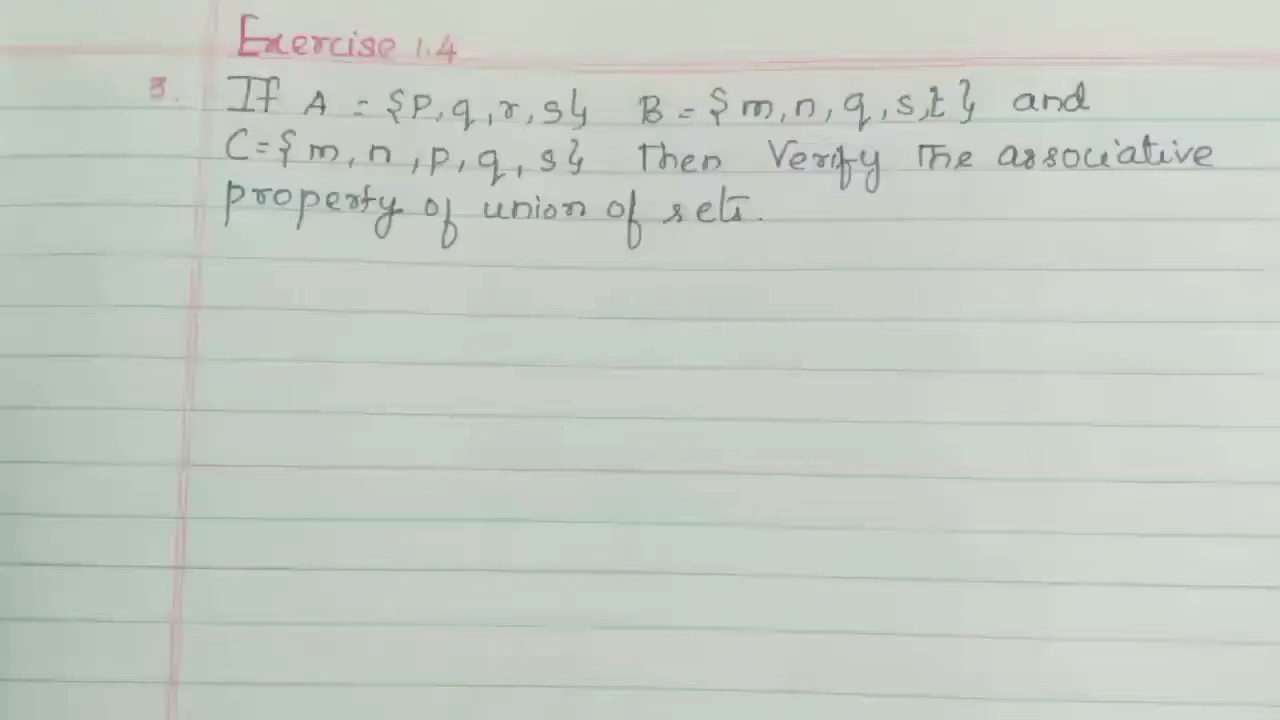 Exercise 1.4
3. If A = {P, q, r, s} B = {m, n, q, s, t} and
C = {m, n, p, q, s} Then Verify The associative
property of union of sets.